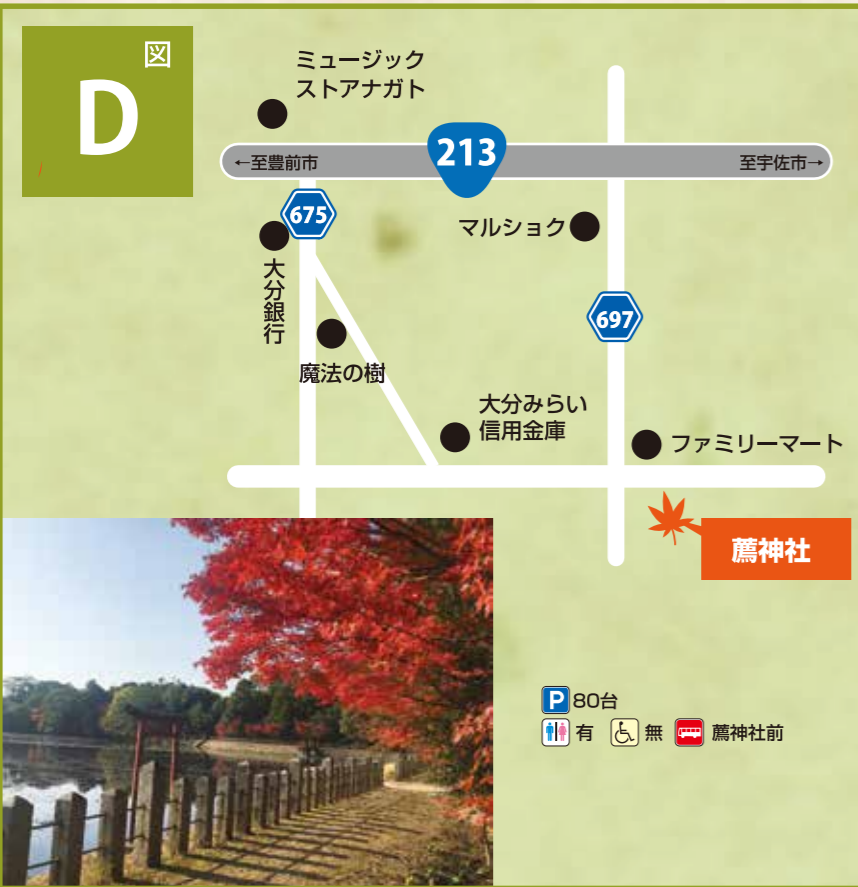 図
D
ミュージック
ストアナガト
←至豊前市
213
至宇佐市→
675
マルショク
大分銀行
697
魔法の樹
大分みらい
信用金庫
ファミリーマート
薦神社
P 80台
有 無 薦神社前